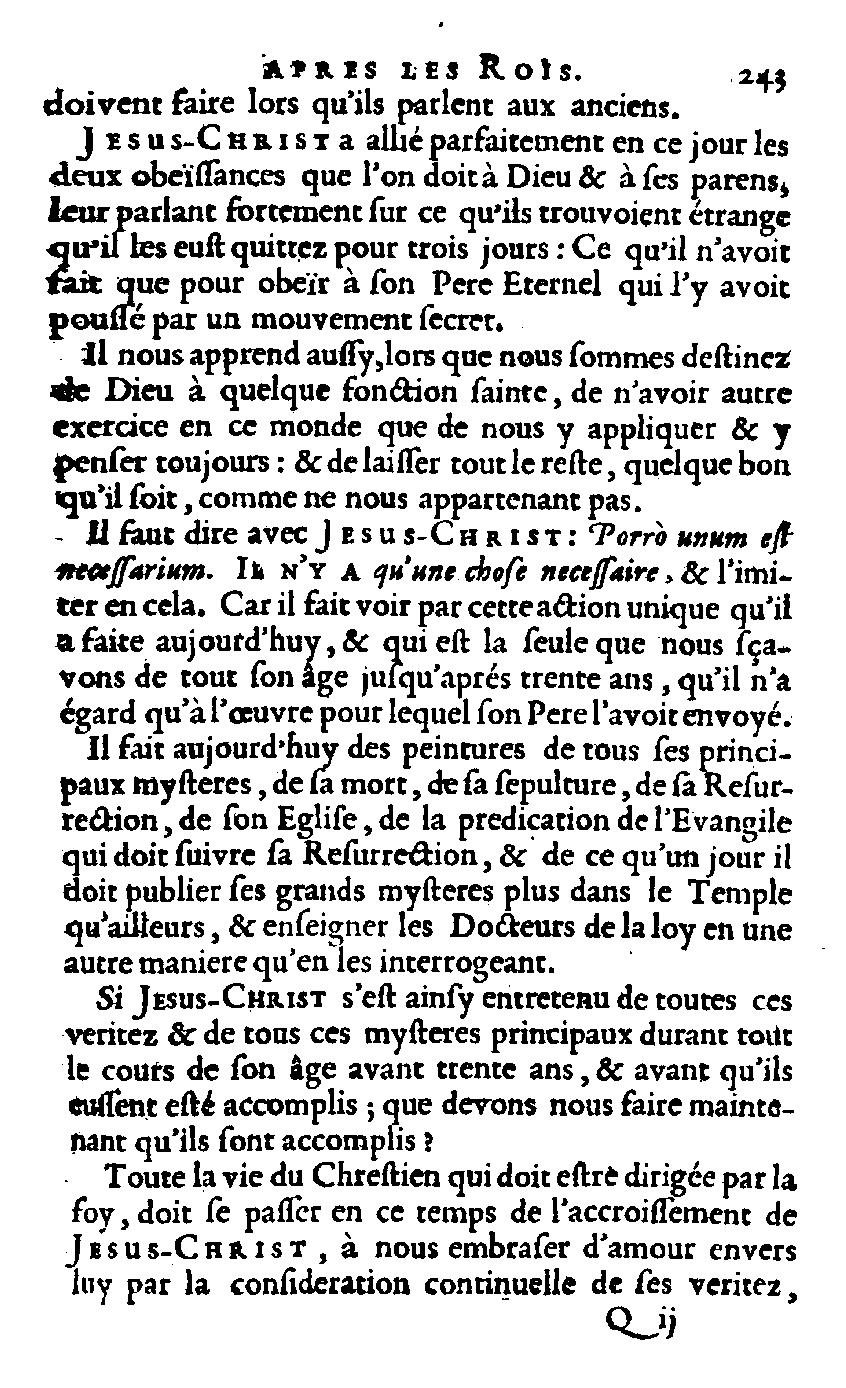 APRES LES ROIS. 243
doivent faire lors qu'ils parlent aux anciens.
JESUS-CHRIST a allié parfaitement en ce jour les
deux obeïſſances que l'on doit à Dieu & à ſes parens,
leur parlant fortement ſur ce qu'ils trouvoient étrange
qu'il les euſt quittez pour trois jours : Ce qu'il n'avoit
fait que pour obeïr à ſon Pere Eternel qui l'y avoit
pouſſé par un mouvement ſecret.
Il nous apprend auſſy, lors que nous ſommes deſtinez
de Dieu à quelque fonction ſainte, de n'avoir autre
exercice en ce monde que de nous y appliquer & y
penſer toujours : & de laiſſer tout le reſte, quelque bon
qu'il ſoit, comme ne nous appartenant pas.
Il faut dire avec JESUS-CHRIST : Porrò unum eſt
neceſſarium. IL N'Y A qu'une choſe neceſſaire, & l'imi-
ter en cela. Car il fait voir par cette action unique qu'il
a faite aujourd'huy, & qui eſt la ſeule que nous ſça-
vons de tout ſon âge juſqu'aprés trente ans, qu'il n'a
égard qu'à l'œuvre pour lequel ſon Pere l'avoit envoyé.
Il fait aujourd'huy des peintures de tous ſes princi-
paux myſteres, de ſa mort, de ſa ſepulture, de ſa Reſur-
rection, de ſon Egliſe, de la predication de l'Evangile
qui doit ſuivre ſa Reſurrection, & de ce qu'un jour il
doit publier ſes grands myſteres plus dans le Temple
qu'ailleurs, & enſeigner les Docteurs de la loy en une
autre maniere qu'en les interrogeant.
Si JESUS-CHRIST s'eſt ainſy entretenu de toutes ces
veritez & de tous ces myſteres principaux durant tout
le cours de ſon âge avant trente ans, & avant qu'ils
euſſent eſté accomplis ; que devons nous faire mainte-
nant qu'ils ſont accomplis ?
Toute la vie du Chreſtien qui doit eſtre dirigée par la
foy, doit ſe paſſer en ce temps de l'accroiſſement de
JESUS-CHRIST, à nous embraſer d'amour envers
luy par la conſideration continuelle de ſes veritez,
Q ij